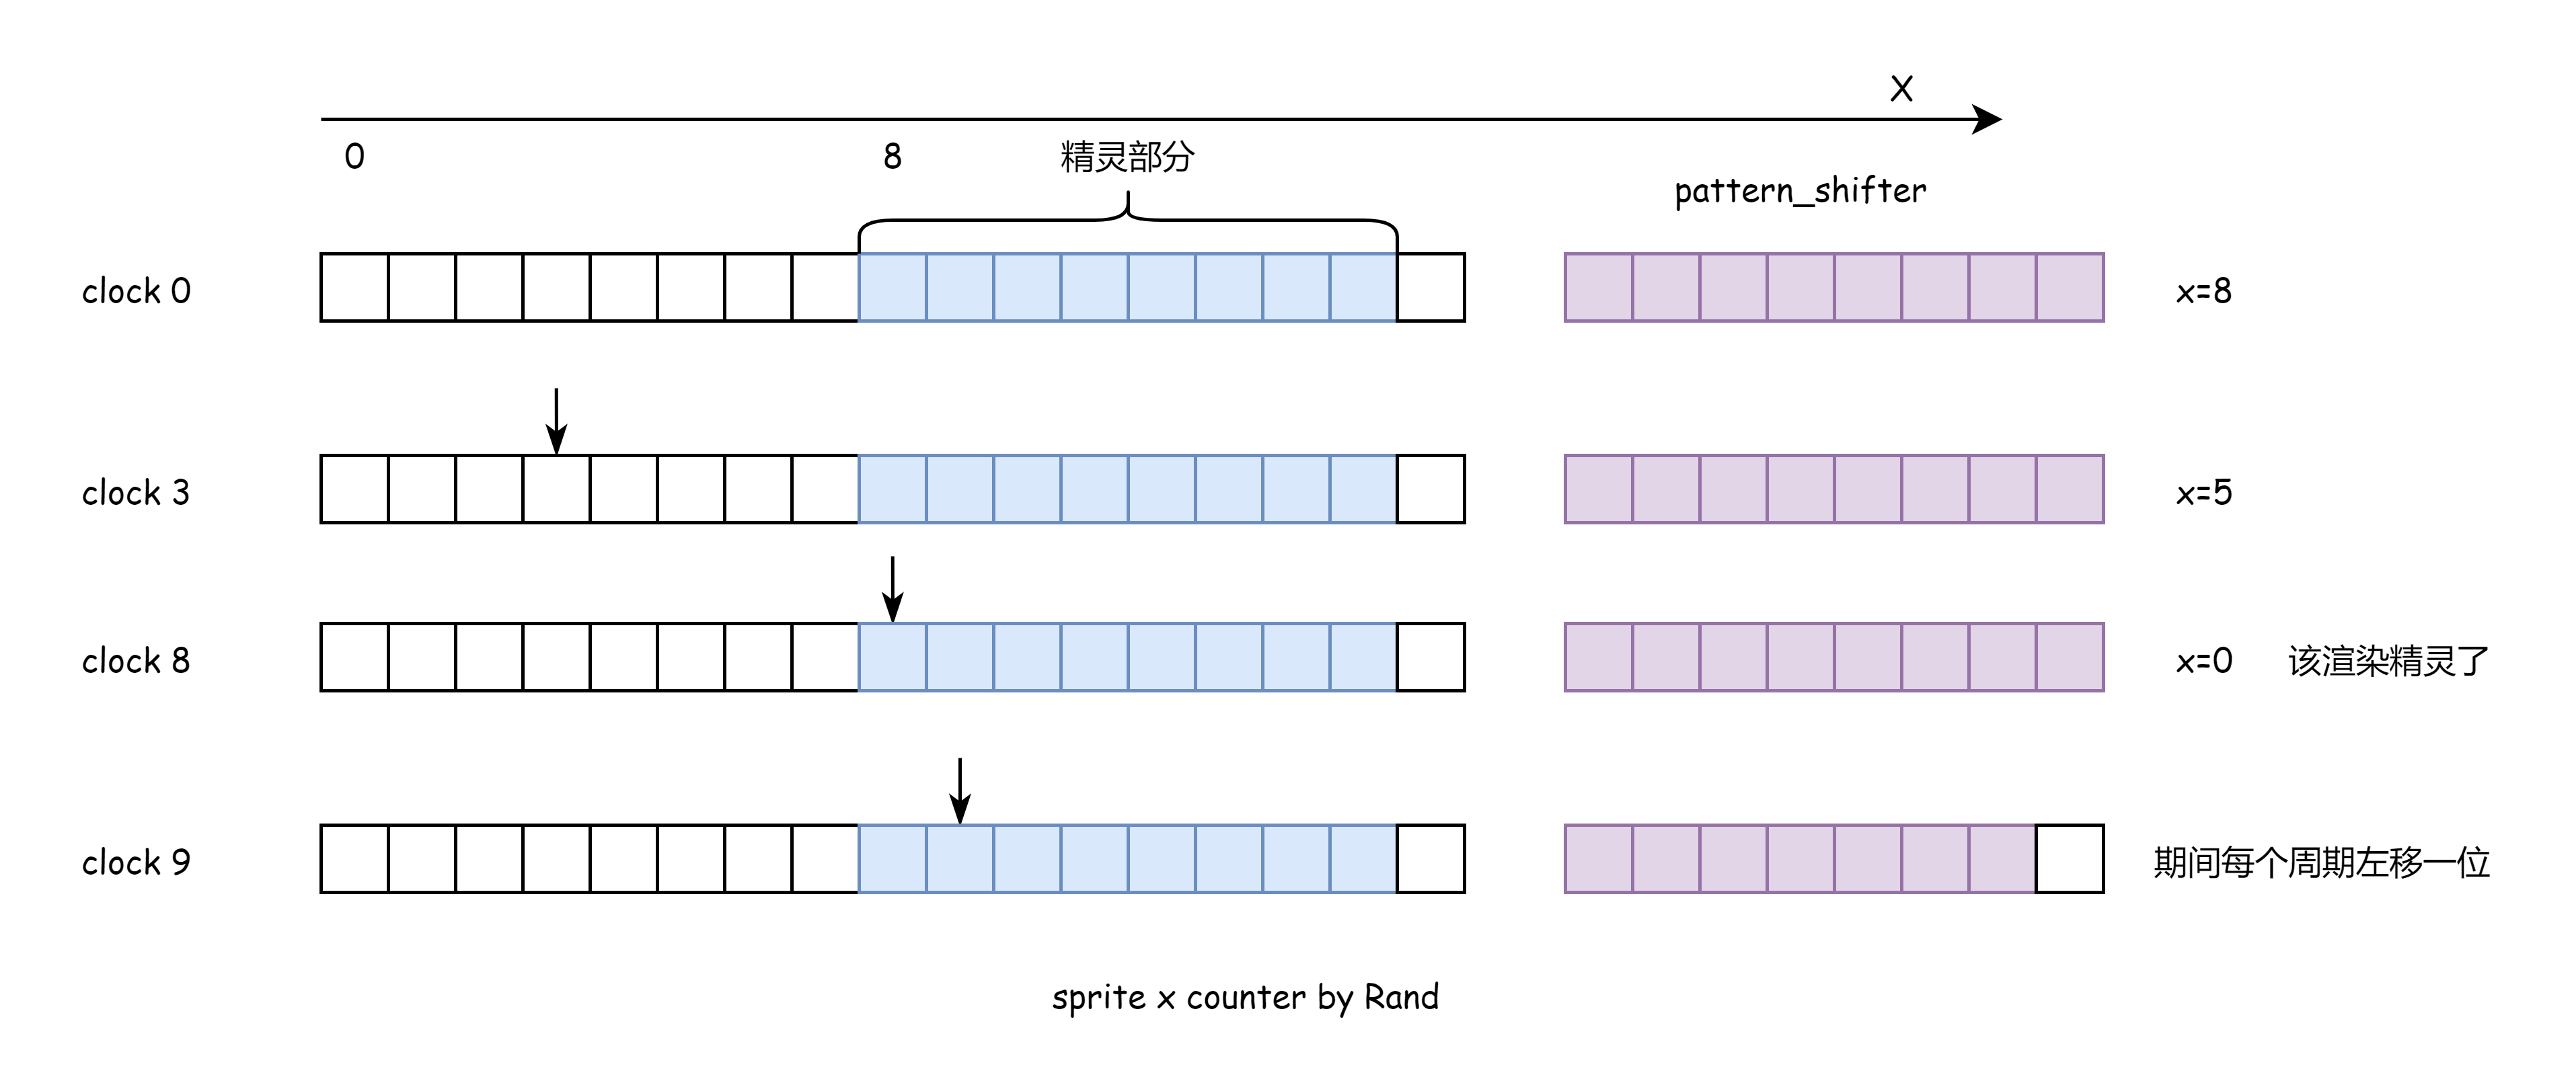 X
0
8
精灵部分
pattern_shifter
clock 0
x=8
clock 3
x=5
clock 8
x=0
该渲染精灵了
clock 9
期间每个周期左移一位
sprite x counter by Rand